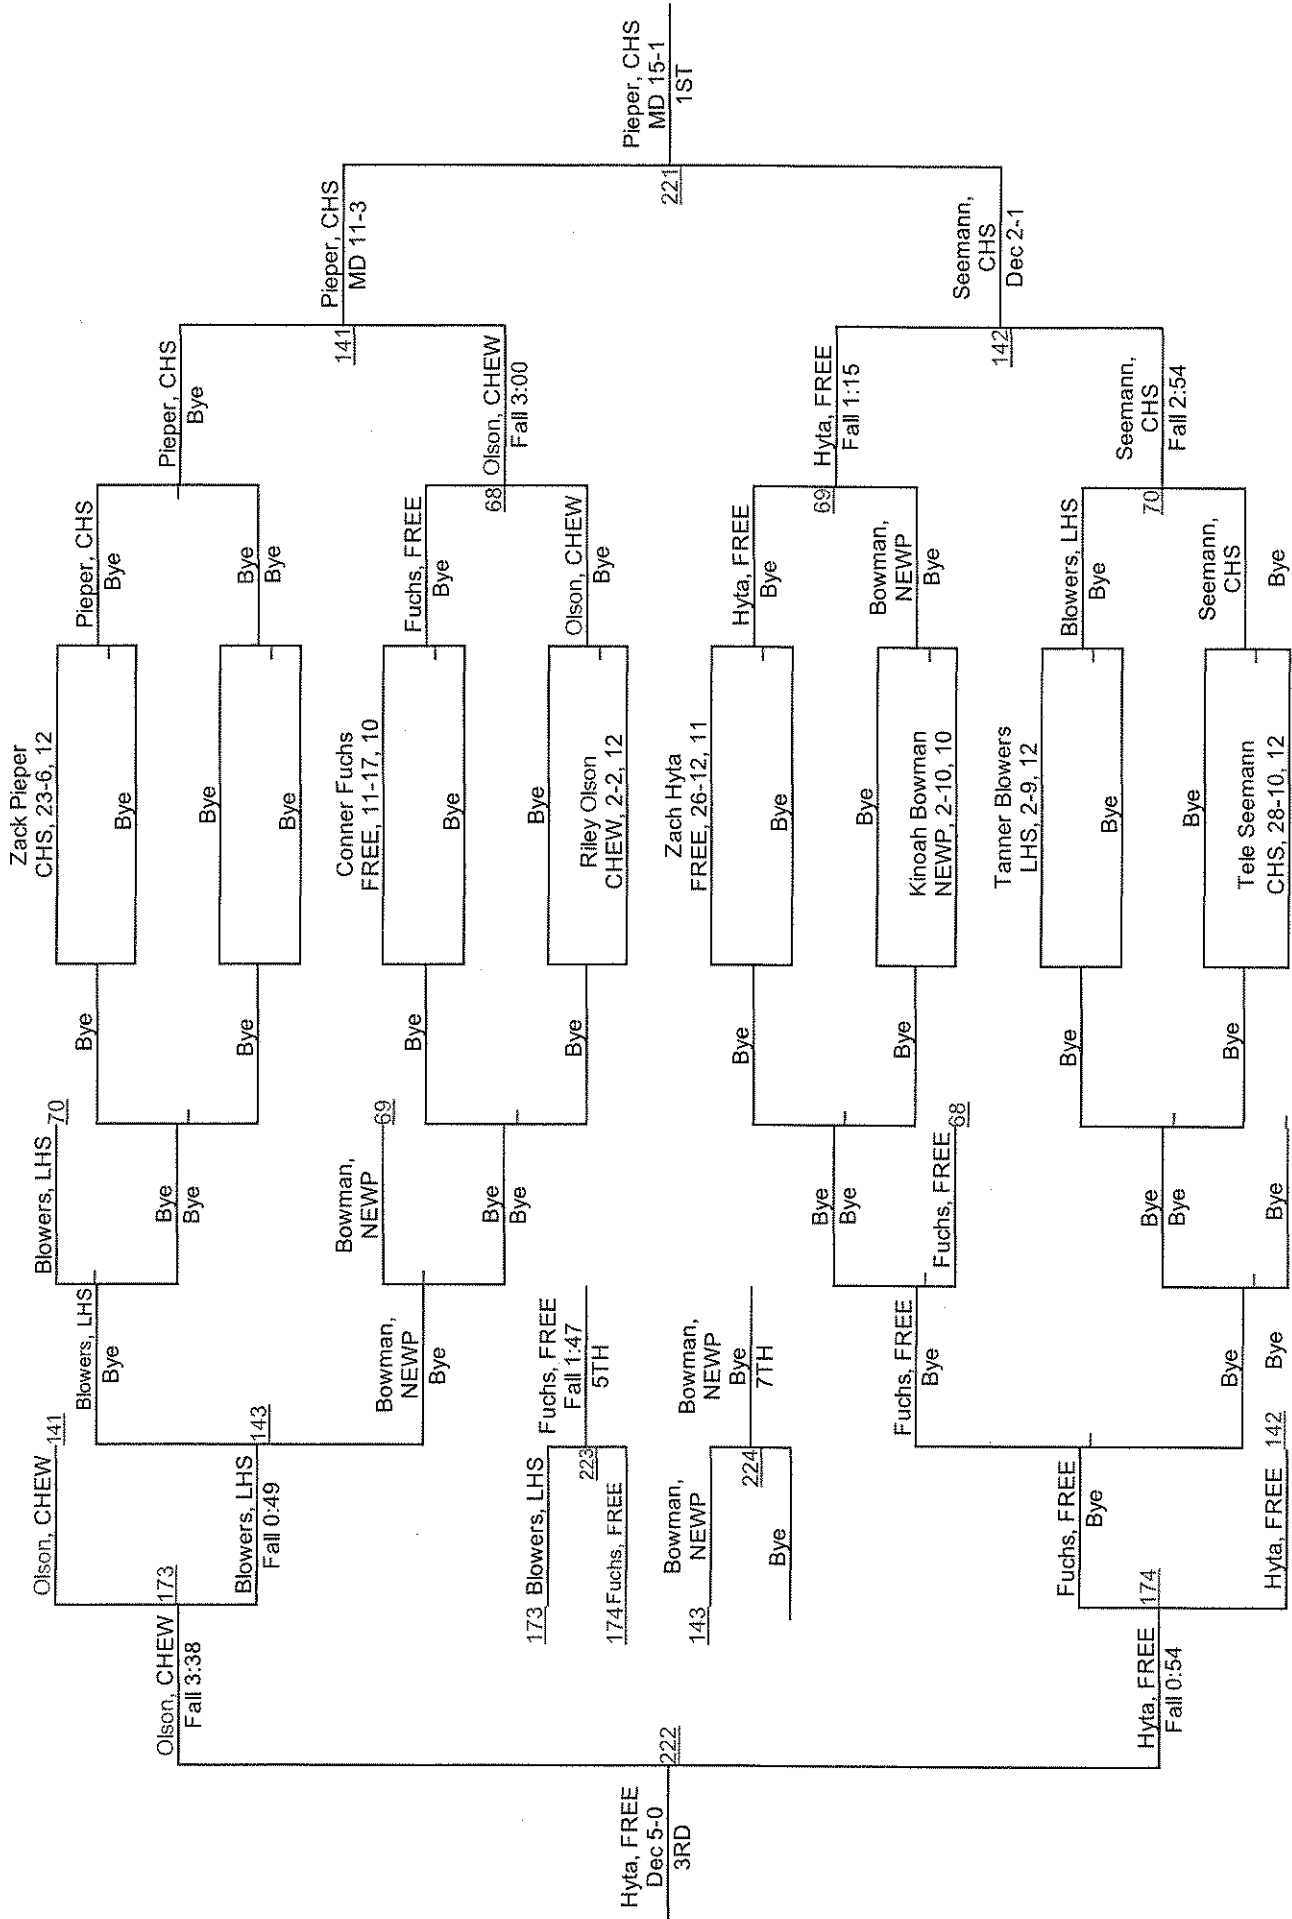 Zack Pieper
CHS, 23-6, 12
Bye
Bye
Bye
Conner Fuchs
FREE, 11-17, 10
Bye
Bye
Riley Olson
CHEW, 2-2, 12
Zach Hyta
FREE, 26-12, 11
Bye
Bye
Kinoah Bowman
NEWP, 2-10, 10
Tanner Blowers
LHS, 2-9, 12
Bye
Bye
Tele Seemann
CHS, 28-10, 12
Pieper, CHS
Bye
Bye
Bye
Fuchs, FREE
Bye
Olson, CHEW
Bye
Hyta, FREE
Bye
Bowman,
NEWP
Bye
Blowers, LHS
Bye
Seemann,
CHS
Bye
Pieper, CHS
Bye
68
Olson, CHEW
Fall 3:00
69
Hyta, FREE
Fall 1:15
70
Seemann,
CHS
Fall 2:54
141
Pieper, CHS
MD 11-3
142
Seemann,
CHS
Dec 2-1
221
Pieper, CHS
MD 15-1
1ST
Bye
Bye
Bye
Bye
Bye
Bye
Bye
Bye
Blowers, LHS
70
Bye
Bye
Bowman,
NEWP
69
Bye
Bye
Bye
Bye
Fuchs, FREE
68
Bye
Bye
Bye
Blowers, LHS
Bye
Bowman,
NEWP
Bye
Fuchs, FREE
Bye
Bye
Bye
Olson, CHEW
141
143
Blowers, LHS
Fall 0:49
Fuchs, FREE
Bye
Hyta, FREE
142
173
Olson, CHEW
Fall 3:38
174
Hyta, FREE
Fall 0:54
222
Hyta, FREE
Dec 5-0
3RD
173
Blowers, LHS
174
Fuchs, FREE
223
Fuchs, FREE
Fall 1:47
5TH
143
Bowman,
NEWP
Bye
224
Bowman,
NEWP
Bye
7TH